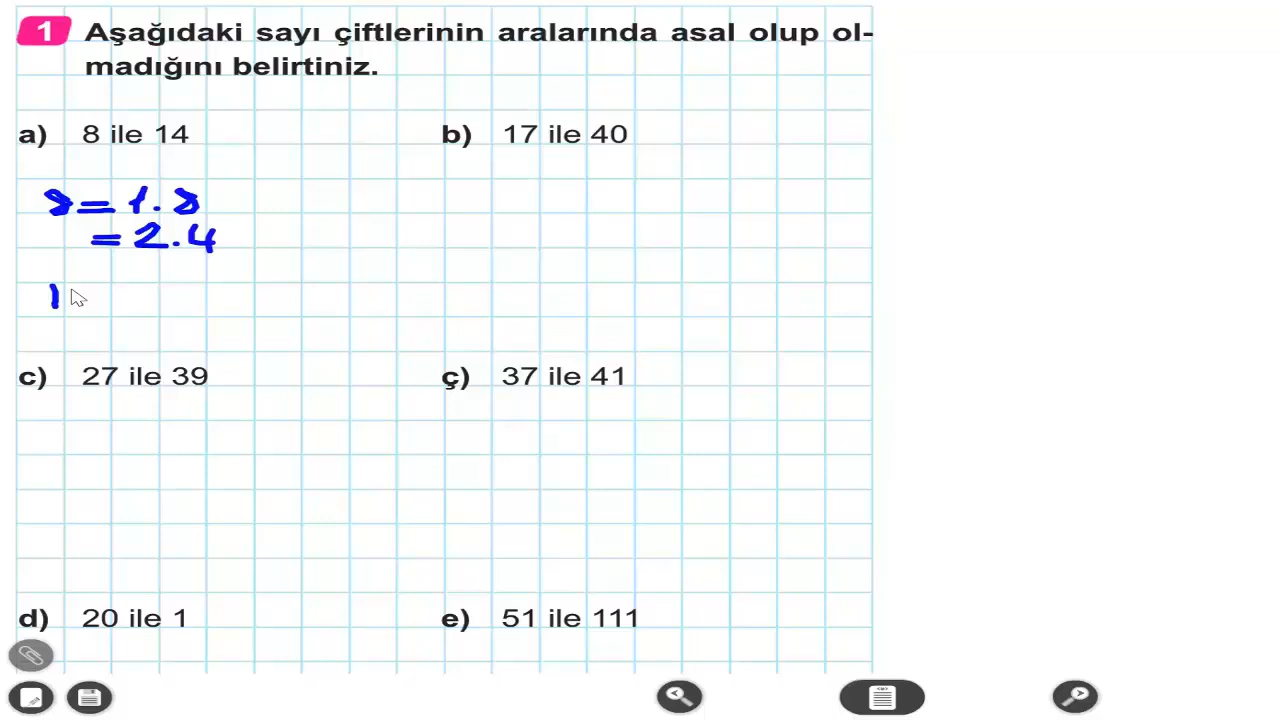 1 Aşağıdaki sayı çiftlerinin aralarında asal olup ol-
madığını belirtiniz.
a) 8 ile 14
b) 17 ile 40
8 = 1.8
= 2.4
1
c) 27 ile 39
ç) 37 ile 41
d) 20 ile 1
e) 51 ile 111